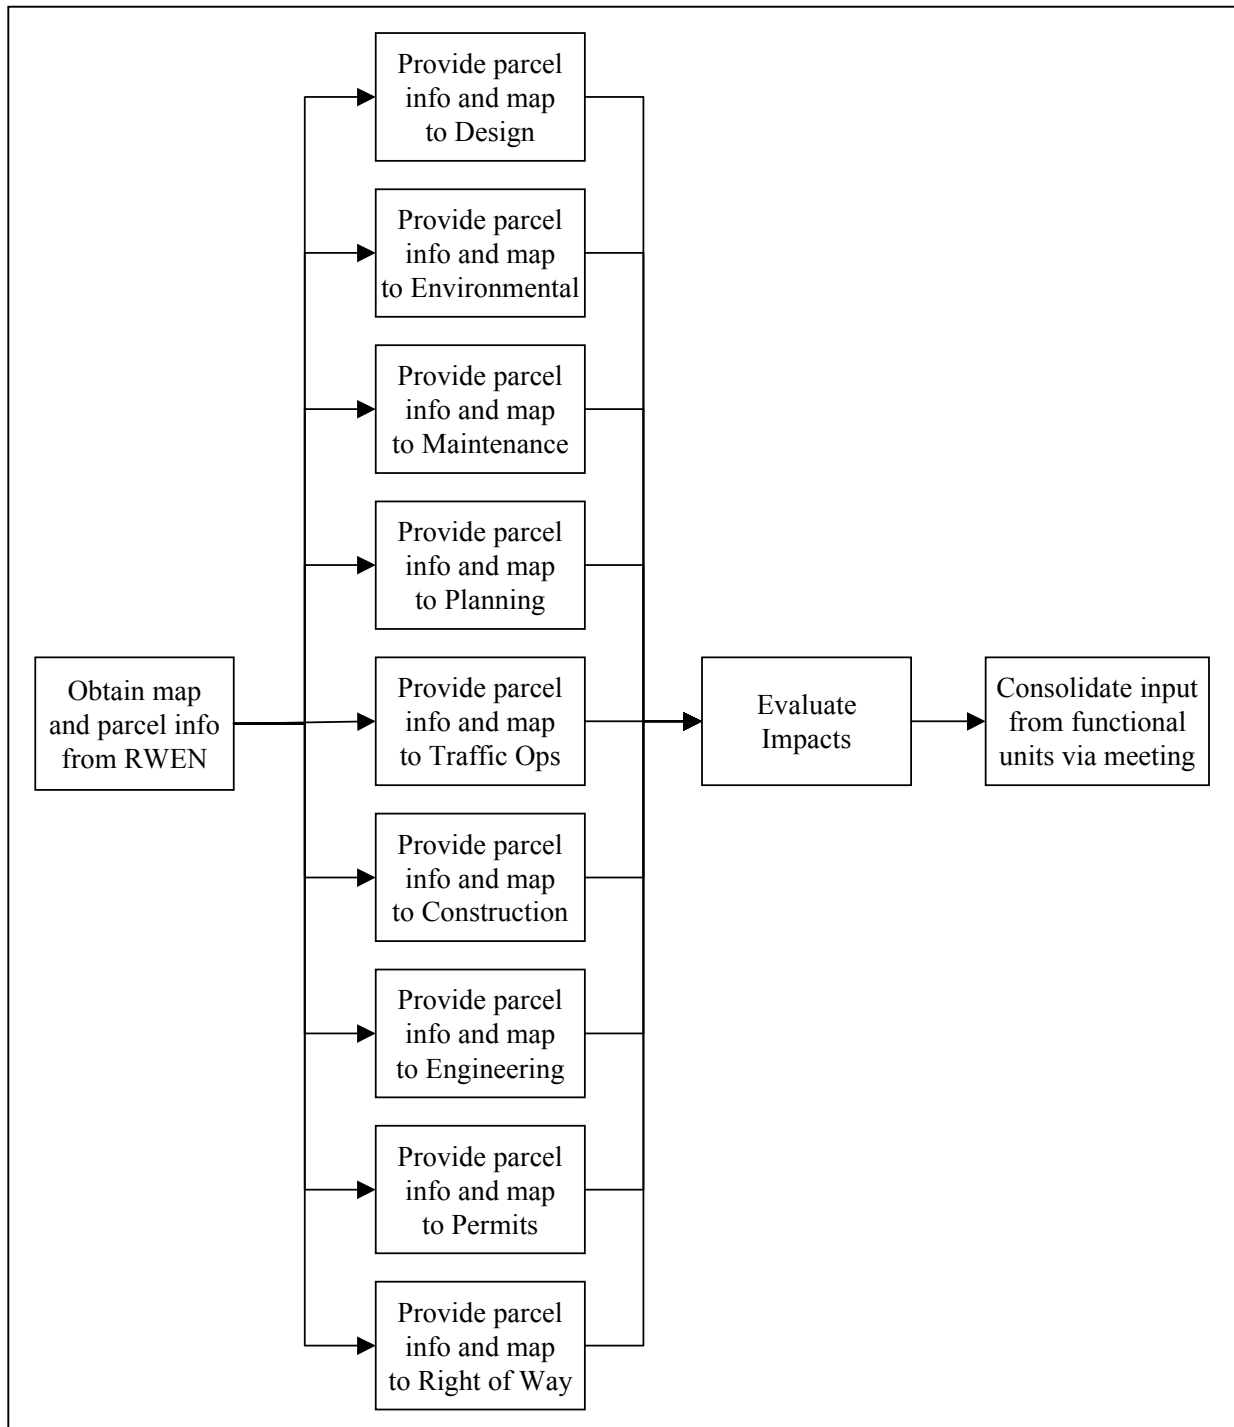 Provide parcel
info and map
to Design
Provide parcel
info and map
to Environmental
Provide parcel
info and map
to Maintenance
Provide parcel
info and map
to Planning
Obtain map
and parcel info
from RWEN
Provide parcel
info and map
to Traffic Ops
Evaluate
Impacts
Consolidate input
from functional
units via meeting
Provide parcel
info and map
to Construction
Provide parcel
info and map
to Engineering
Provide parcel
info and map
to Permits
Provide parcel
info and map
to Right of Way